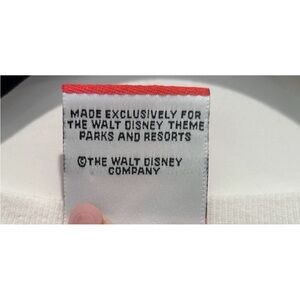 MADE EXCLUSIVELY FOR
THE WALT DISNEY THEME
PARKS AND RESORTS
©THE WALT DISNEY
COMPANY